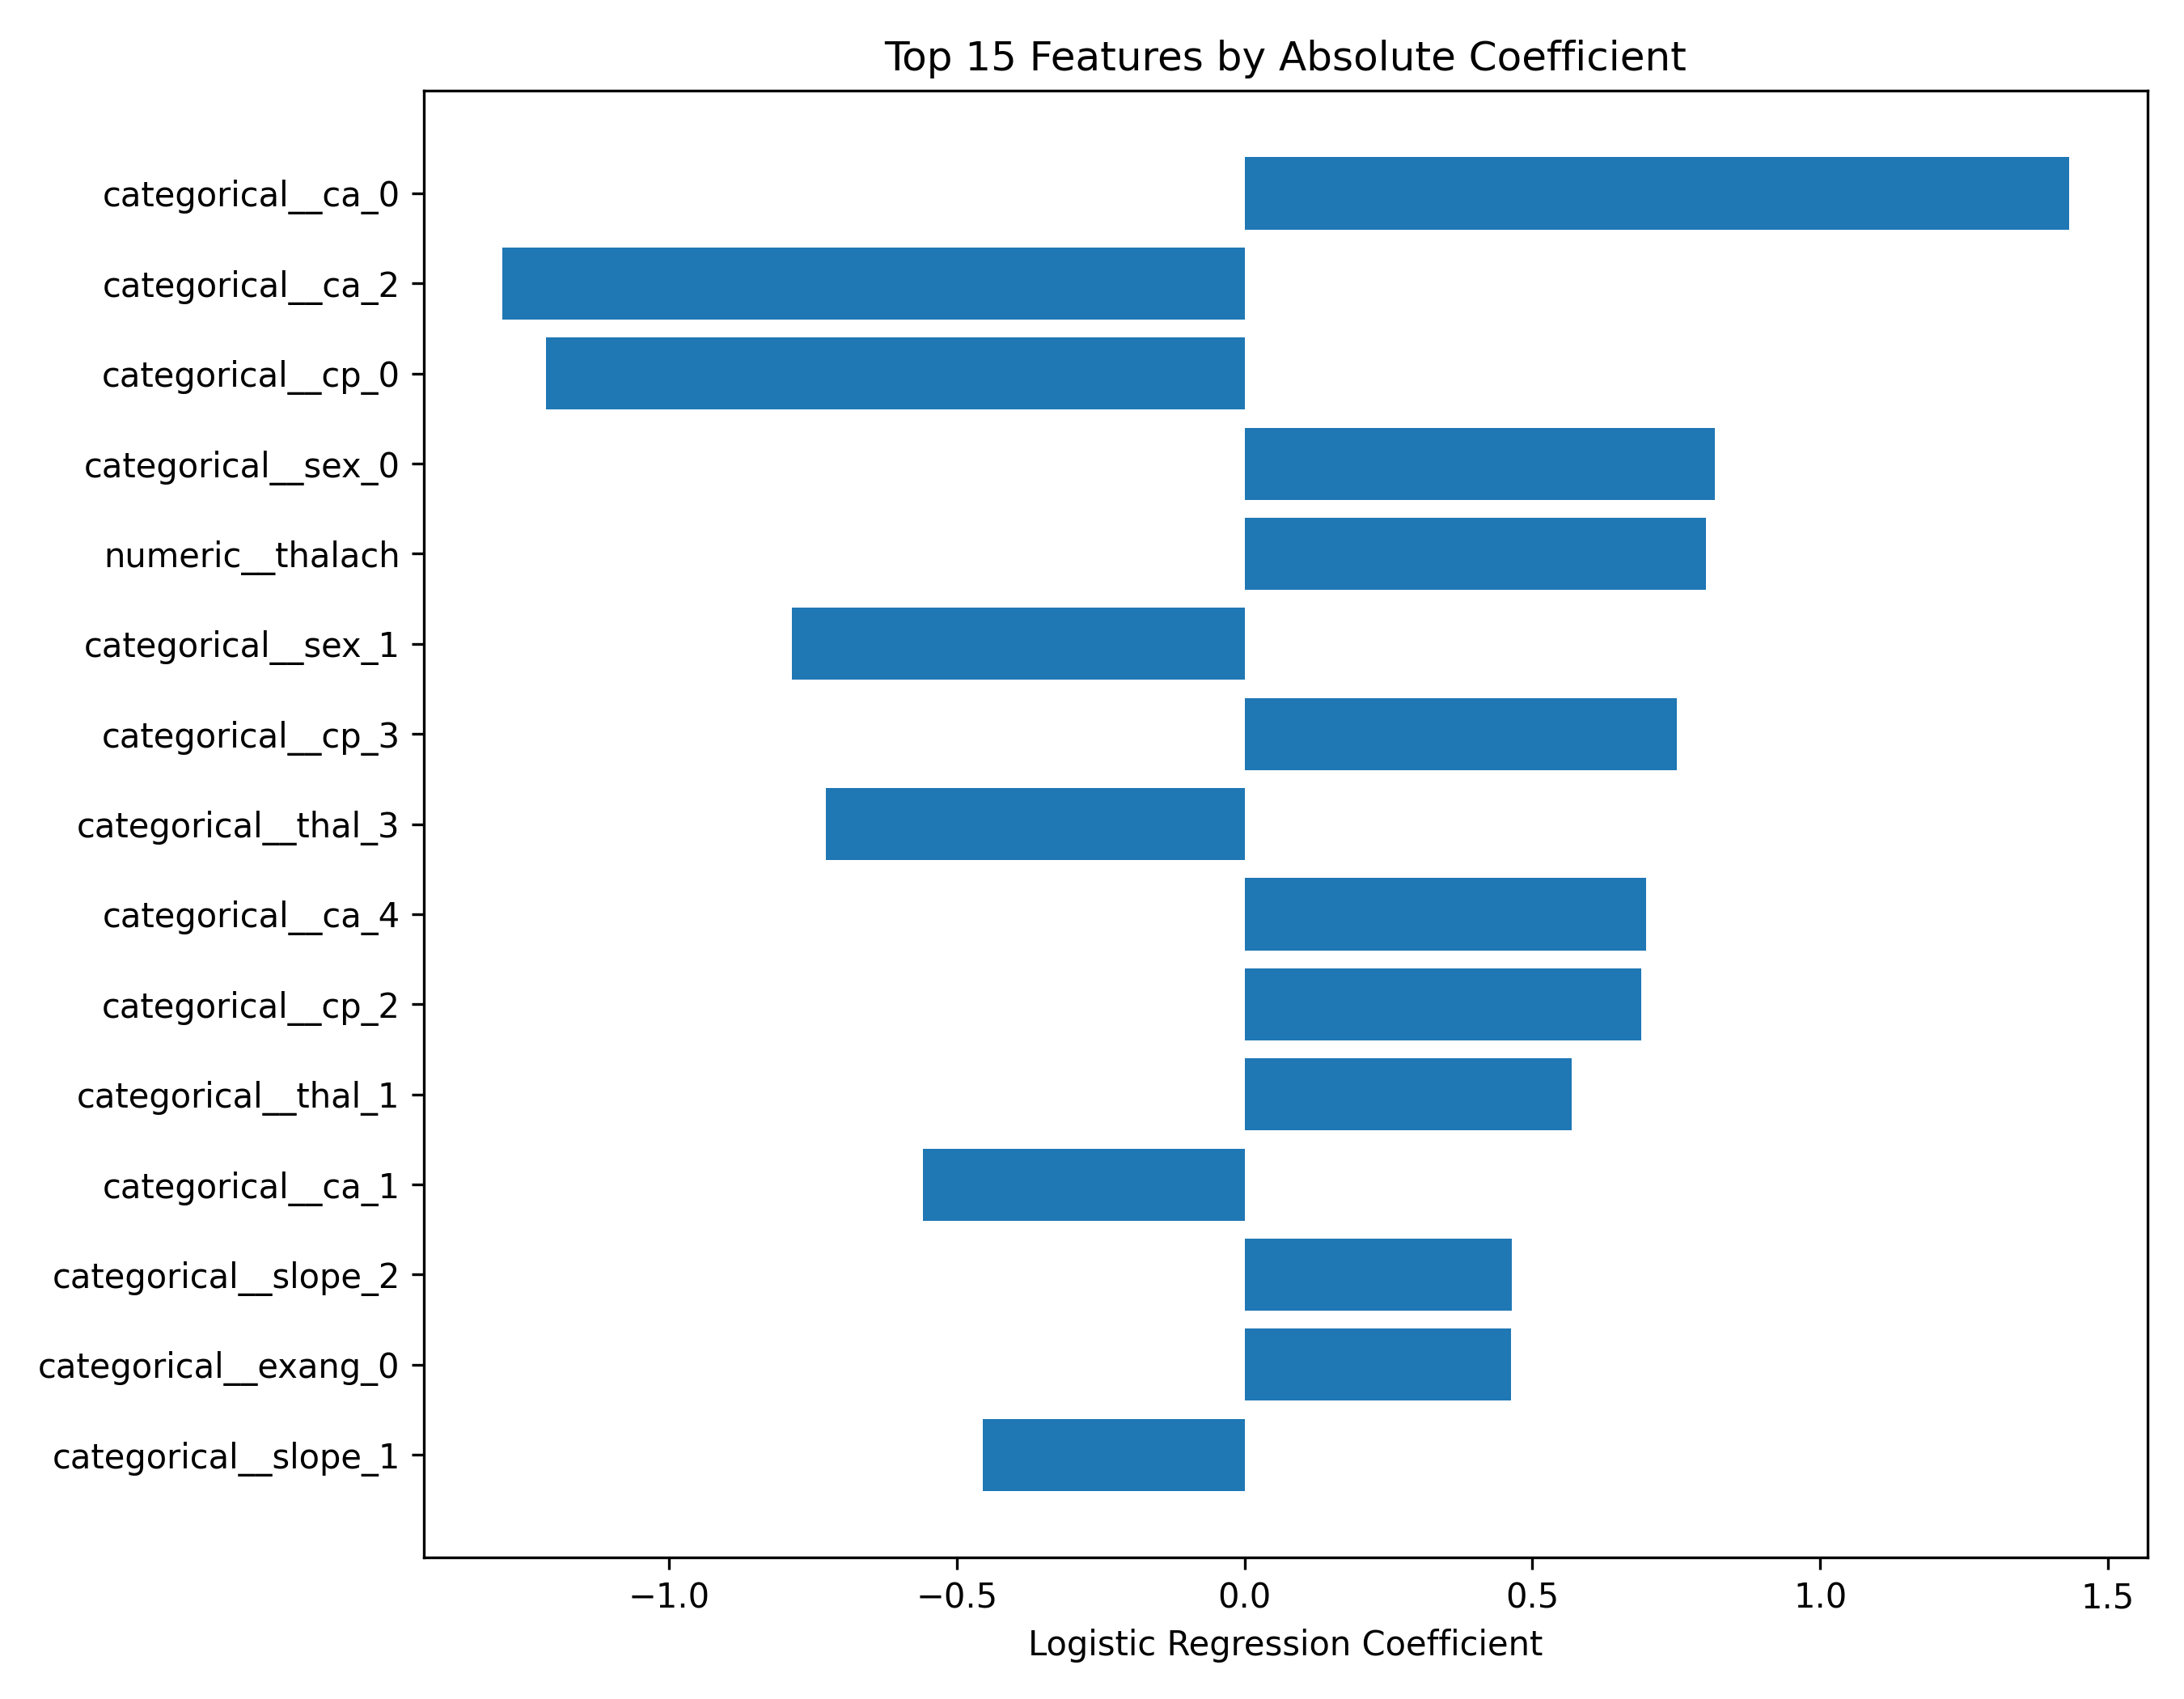 Top 15 Features by Absolute Coefficient
categorical__ca_0
categorical__ca_2
categorical__cp_0
categorical__sex_0
numeric__thalach
categorical__sex_1
categorical__cp_3
categorical__thal_3
categorical__ca_4
categorical__cp_2
categorical__thal_1
categorical__ca_1
categorical__slope_2
categorical__exang_0
categorical__slope_1
−1.0 −0.5 0.0 0.5 1.0 1.5
Logistic Regression Coefficient